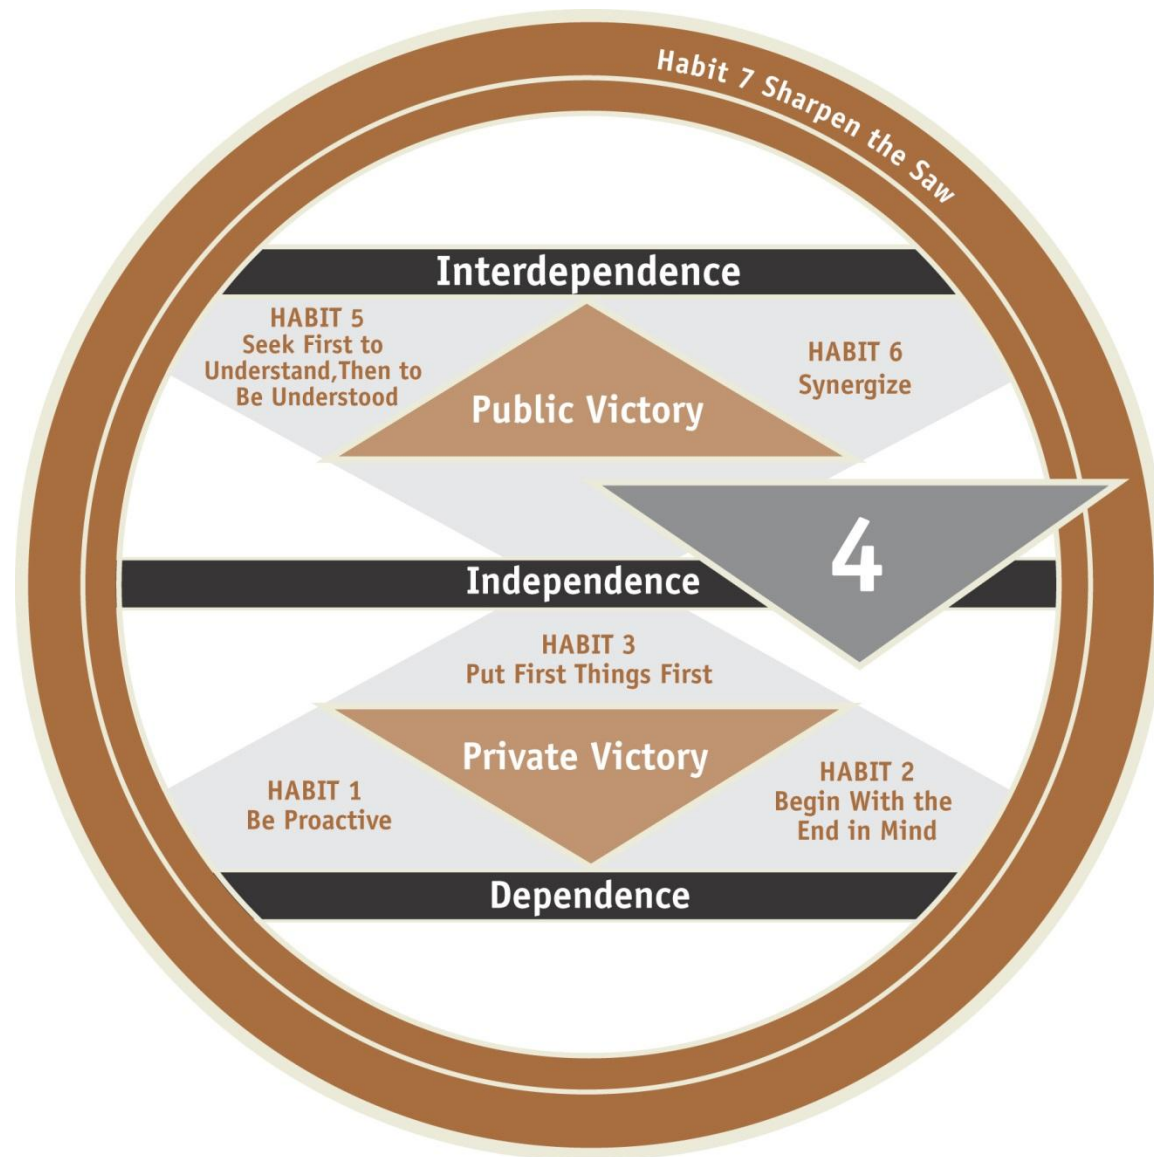 Habit 7 Sharpen the Saw
Interdependence
HABIT 5
Seek First to
Understand,Then to
Be Understood
HABIT 6
Synergize
Public Victory
4
Independence
HABIT 3
Put First Things First
Private Victory
HABIT 1
Be Proactive
HABIT 2
Begin With the
End in Mind
Dependence